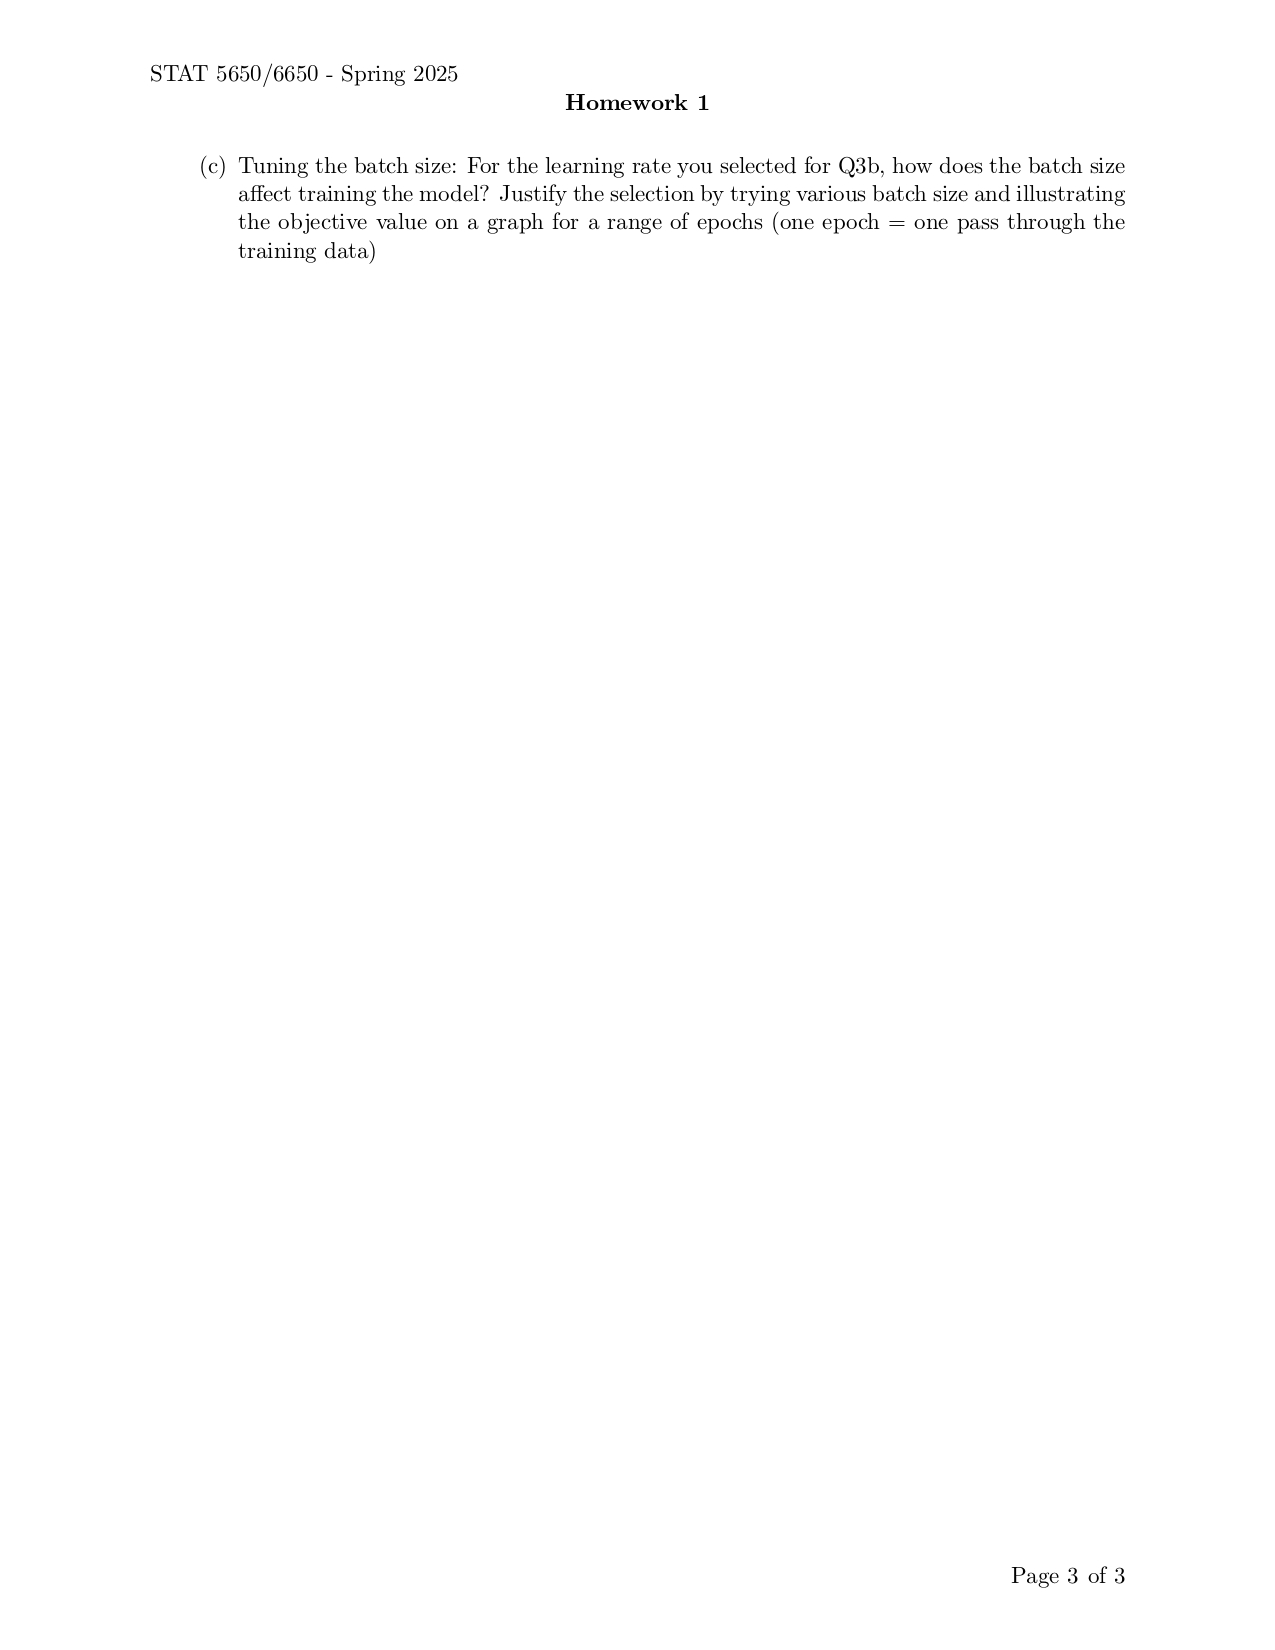 STAT 5650/6650 - Spring 2025
Homework 1
(c) Tuning the batch size: For the learning rate you selected for Q3b, how does the batch size
affect training the model? Justify the selection by trying various batch size and illustrating
the objective value on a graph for a range of epochs (one epoch = one pass through the
training data)
Page 3 of 3